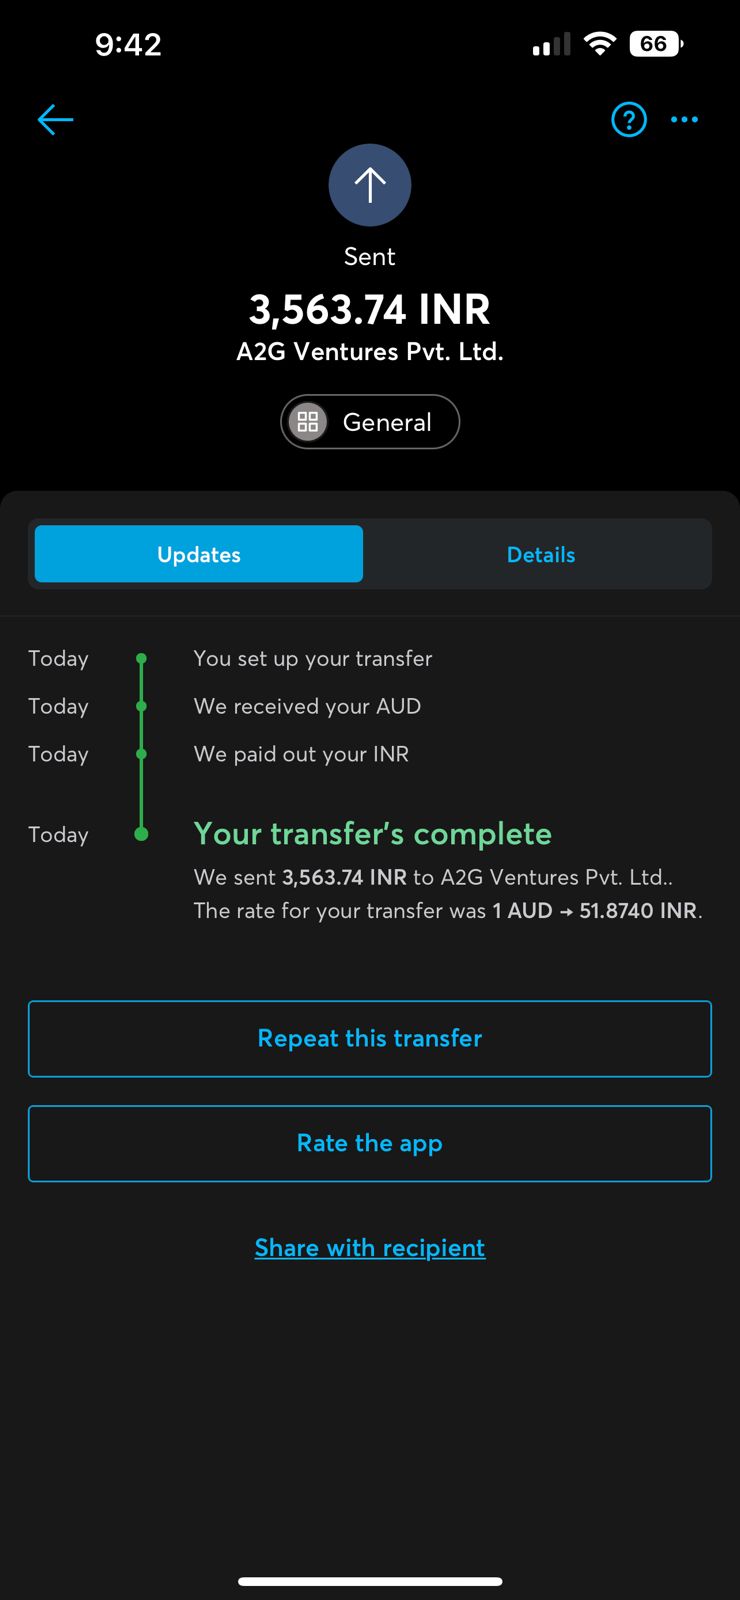 9:42
66
Sent
3,563.74 INR
A2G Ventures Pvt. Ltd.
General
Updates
Details
Today You set up your transfer
Today We received your AUD
Today We paid out your INR
Today Your transfer's complete
We sent 3,563.74 INR to A2G Ventures Pvt. Ltd..
The rate for your transfer was 1 AUD → 51.8740 INR.
Repeat this transfer
Rate the app
Share with recipient